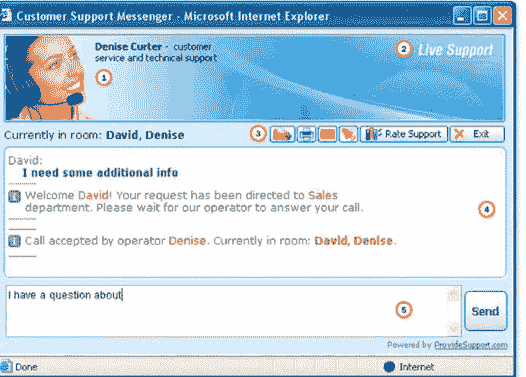 Customer Support Messenger - Microsoft Internet Explorer
Denise Curter - customer
service and technical support
1
2
Live Support
Currently in room: David, Denise
3
Rate Support
Exit
David:
I need some additional info
Welcome David! Your request has been directed to Sales
department. Please wait for our operator to answer your call.
4
Call accepted by operator Denise. Currently in room: David, Denise.
I have a question about
5
Send
Powered by ProvideSupport.com
Done
Internet